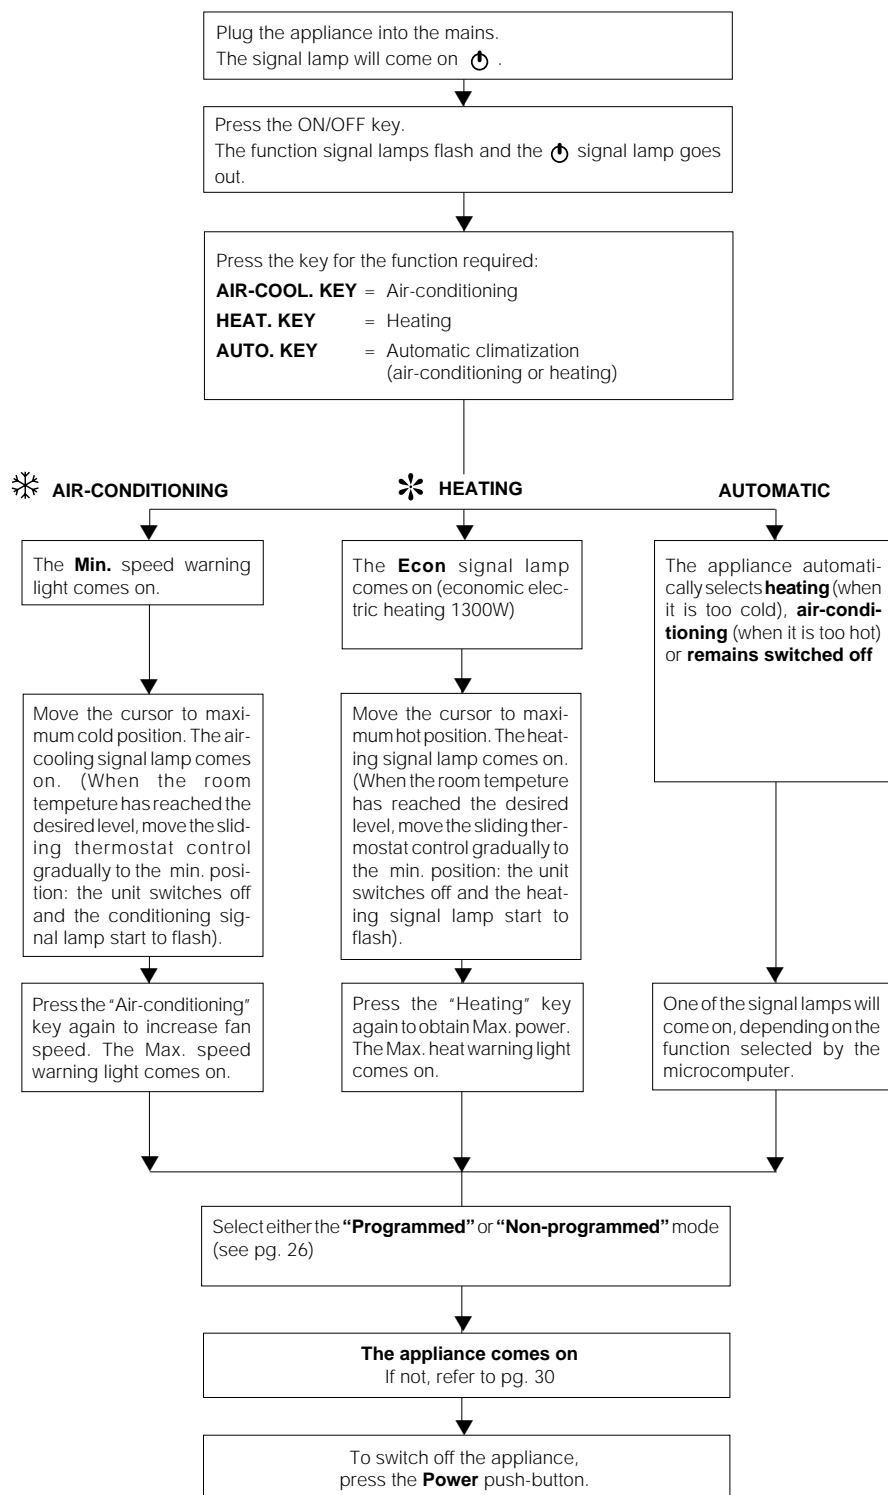 Plug the appliance into the mains.
The signal lamp will come on .
Press the ON/OFF key.
The function signal lamps flash and the signal lamp goes
out.
Press the key for the function required:
AIR-COOL. KEY = Air-conditioning
HEAT. KEY = Heating
AUTO. KEY = Automatic climatization
(air-conditioning or heating)
AIR-CONDITIONING
The Min. speed warning
light comes on.
Move the cursor to maxi-
mum cold position. The air-
cooling signal lamp comes
on. (When the room
tempeture has reached the
desired level, move the slid-
ing thermostat control
gradually to the min. posi-
tion: the unit switches off
and the conditioning sig-
nal lamp start to flash).
Press the "Air-conditioning"
key again to increase fan
speed. The Max. speed
warning light comes on.
HEATING
The Econ signal lamp
comes on (economic elec-
tric heating 1300W)
Move the cursor to maxi-
mum hot position. The heat-
ing signal lamp comes on.
(When the room tempeture
has reached the desired
level, move the sliding ther-
mostat control gradually to
the min. position: the unit
switches off and the heat-
ing signal lamp start to
flash).
Press the "Heating" key
again to obtain Max. power.
The Max. heat warning light
comes on.
AUTOMATIC
The appliance automati-
cally selects heating (when
it is too cold), air-condi-
tioning (when it is too hot)
or remains switched off
One of the signal lamps will
come on, depending on the
function selected by the
microcomputer.
Select either the “Programmed” or “Non-programmed” mode
(see pg. 26)
The appliance comes on
If not, refer to pg. 30
To switch off the appliance,
press the Power push-button.